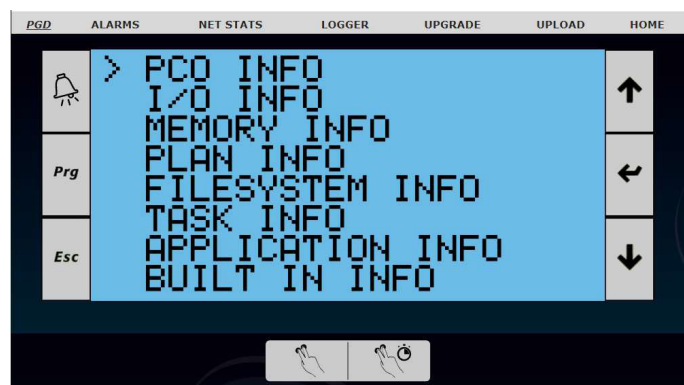 PGD ALARMS NET STATS LOGGER UPGRADE UPLOAD HOME
> PCO INFO
I/O INFO
MEMORY INFO
Prg
PLAN INFO
FILESYSTEM INFO
TASK INFO
Esc
APPLICATION INFO
BUILT IN INFO